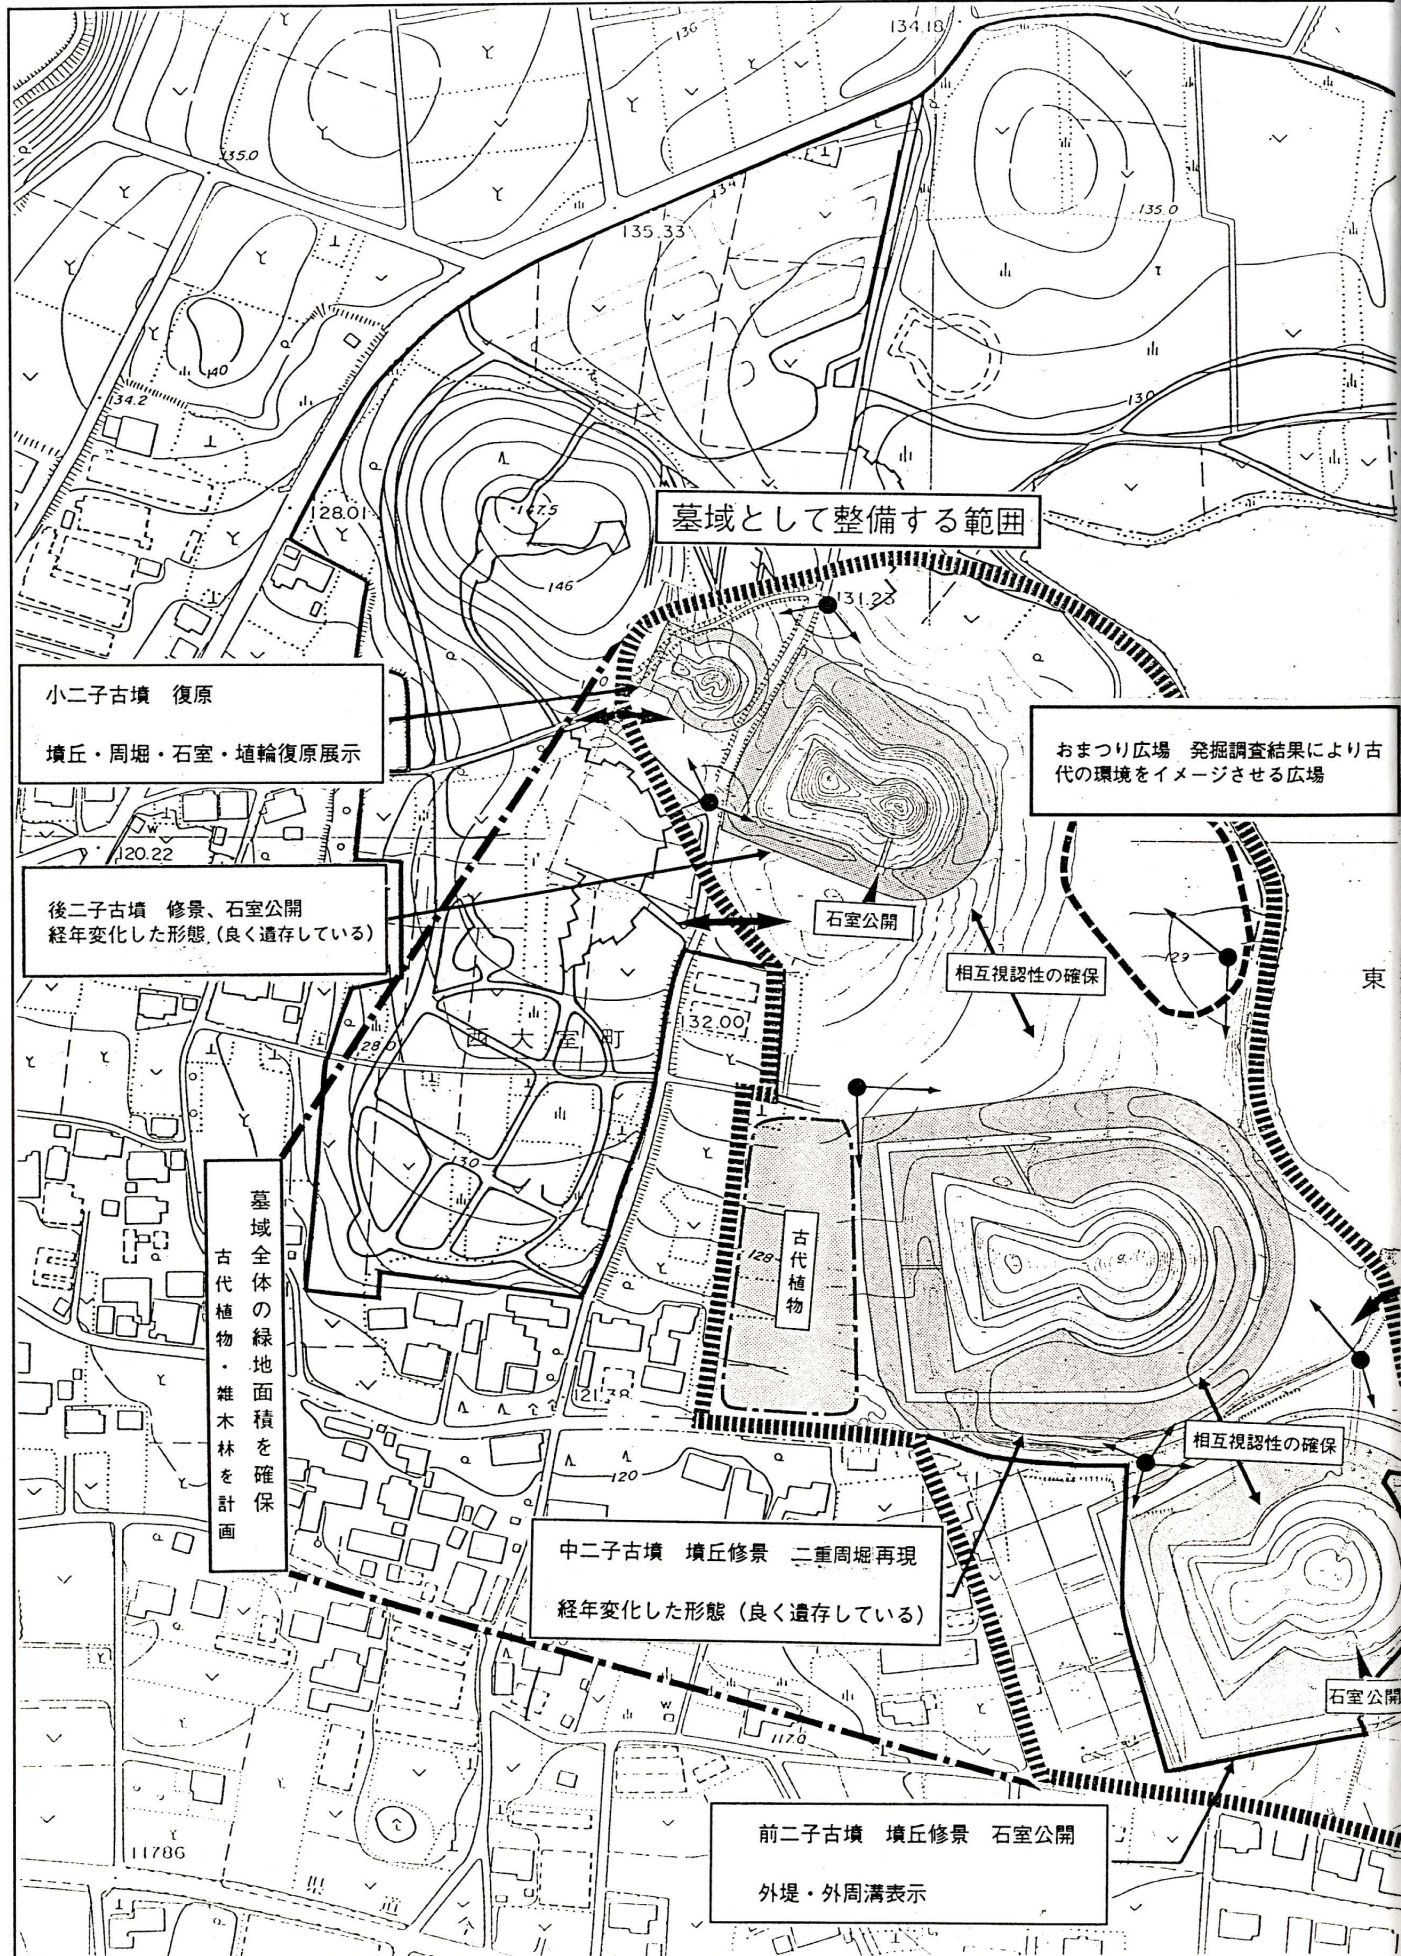 136
134.18
135.0
134
135.33
135.0
140
134.2
130
128.01
147.5
146
墓域として整備する範囲
131.23
小二子古墳 復原
墳丘・周堀・石室・埴輪復原展示
おまつり広場 発掘調査結果により古
代の環境をイメージさせる広場
120.22
後二子古墳 修景、石室公開
経年変化した形態、(良く遺存している)
石室公開
相互視認性の確保
129
東
132.00
西大室町
128.0
130
墓域全体の緑地面積を確保
古代植物・雑木林を計画
古代植物
128
121.38
相互視認性の確保
120
中二子古墳 墳丘修景 二重周堀再現
経年変化した形態(良く遺存している)
石室公開
117.0
前二子古墳 墳丘修景 石室公開
外堤・外周溝表示
117.86